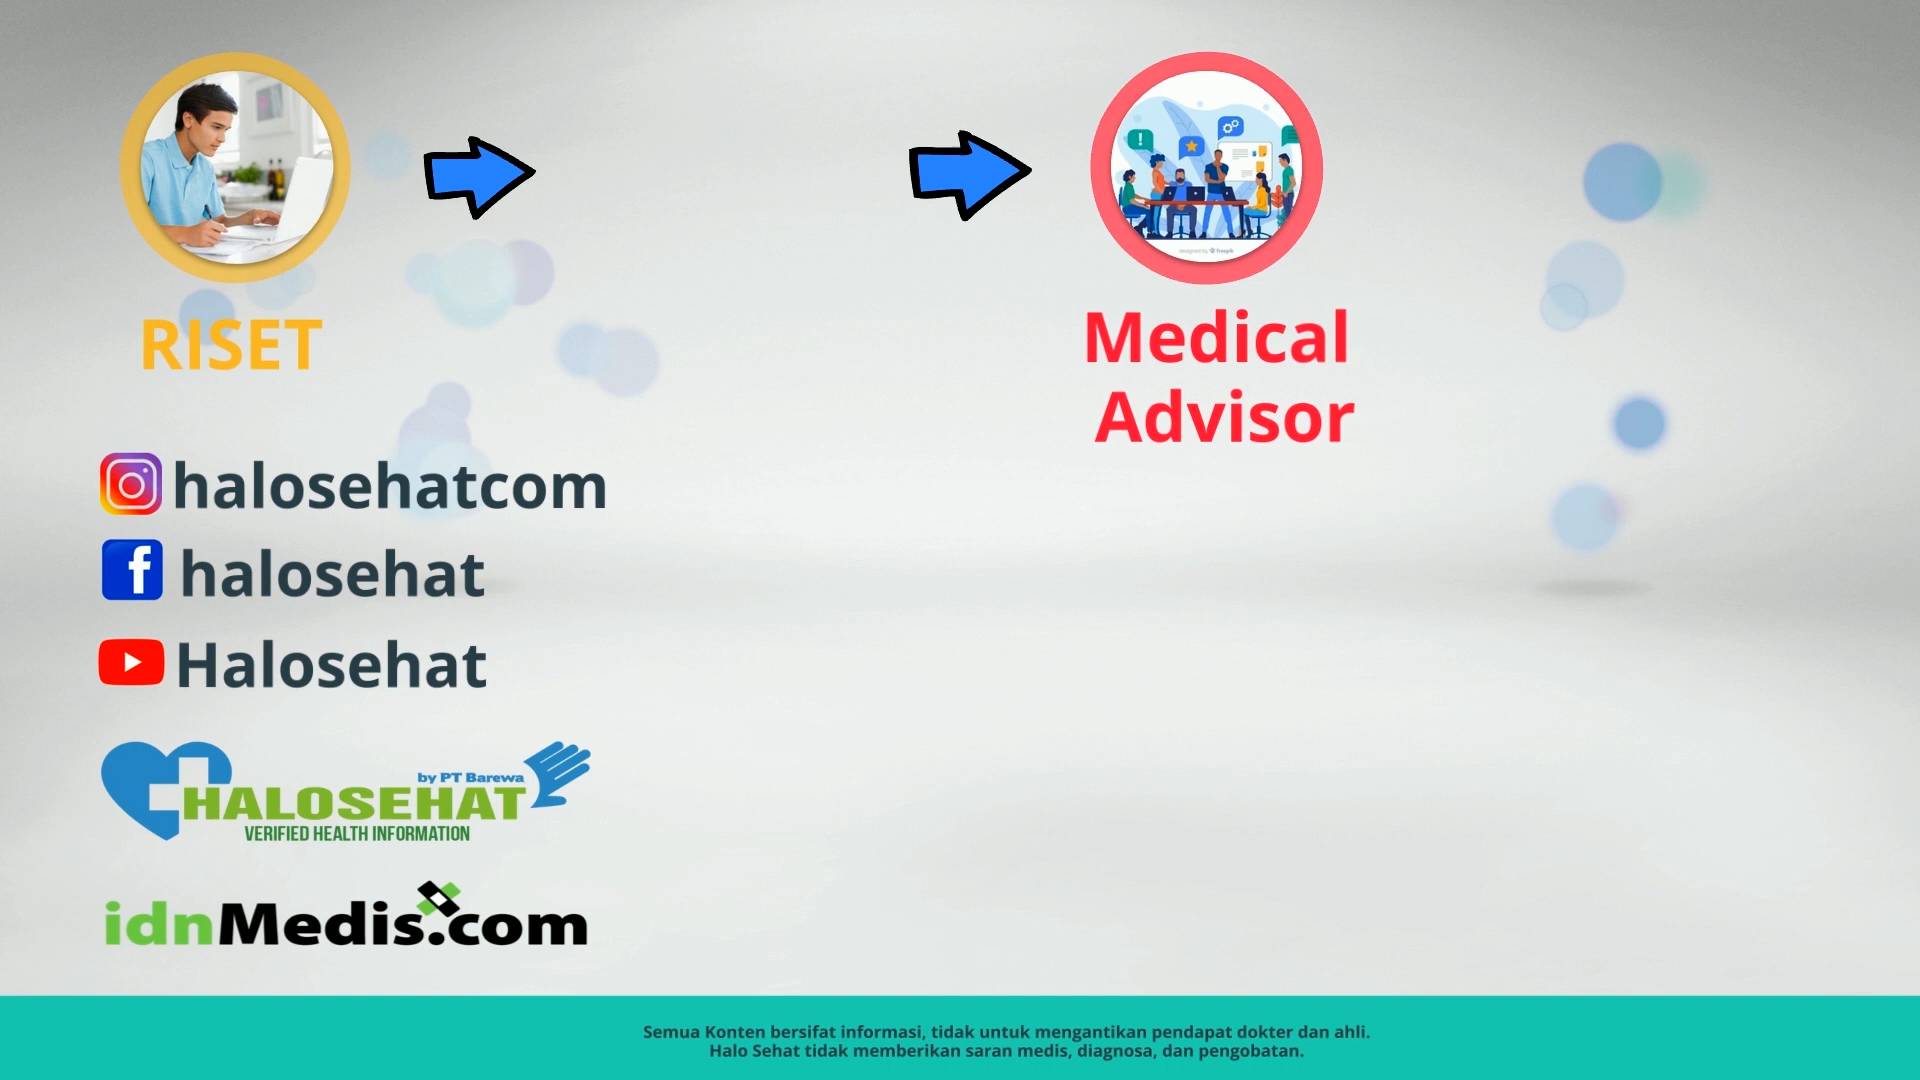 RISET
Medical
Advisor
halosehatcom
halosehat
Halosehat
by PT Barewa
HALOSEHAT
VERIFIED HEALTH INFORMATION
idnMedis.com
Semua Konten bersifat informasi, tidak untuk mengantikan pendapat dokter dan ahli.
Halo Sehat tidak memberikan saran medis, diagnosa, dan pengobatan.